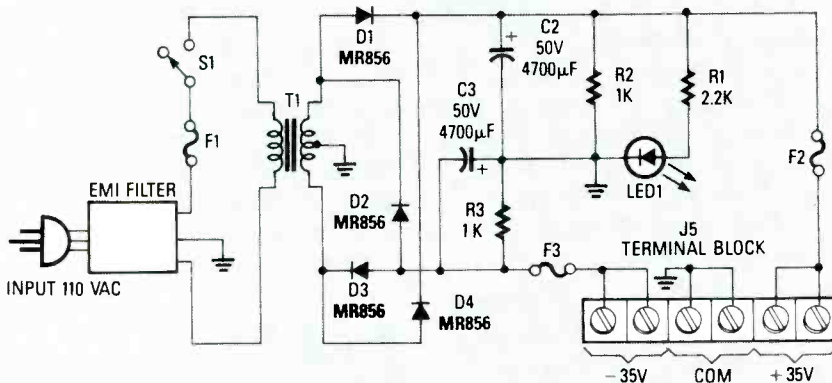 S1
F1
EMI FILTER
INPUT 110 VAC
T1
D1
MR856
D2
MR856
D3
MR856
D4
MR856
+ C2
50V
4700µF
C3
50V
4700µF
+
R2
1K
R1
2.2K
LED1
R3
1K
F2
F3
J5
TERMINAL BLOCK
−35V
COM
+35V